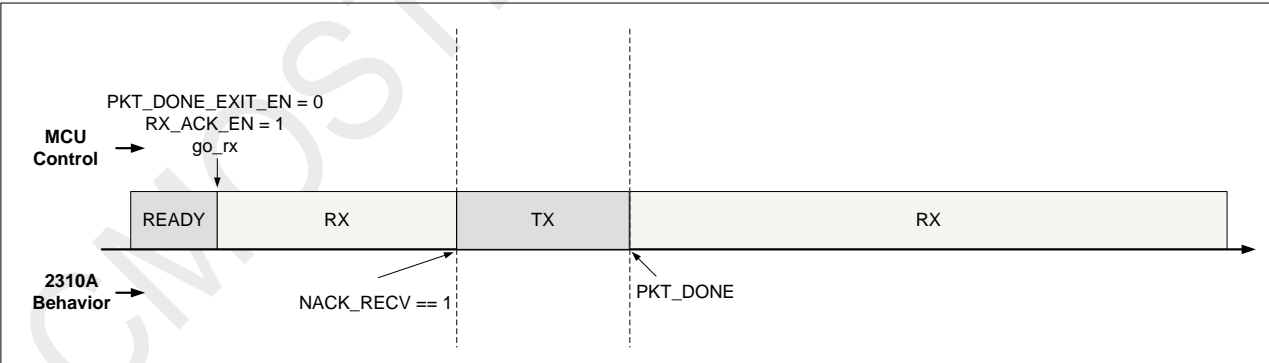 PKT_DONE_EXIT_EN = 0
RX_ACK_EN = 1
go_rx
MCU
Control
READY
RX
TX
RX
2310A
Behavior
NACK_RECV == 1
PKT_DONE